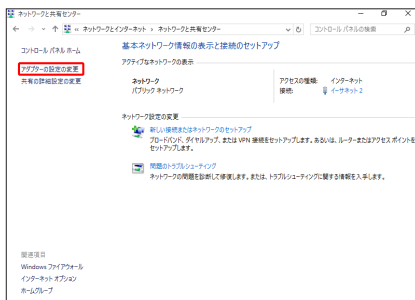 ネットワークと共有センター
« ネットワークとインターネット › ネットワークと共有センター
コントロール パネルの検索
コントロール パネル ホーム
アダプターの設定の変更
共有の詳細設定の変更
基本ネットワーク情報の表示と接続のセットアップ
アクティブなネットワークの表示
ネットワーク
パブリック ネットワーク
アクセスの種類: インターネット
接続: イーサネット 2
ネットワーク設定の変更
新しい接続またはネットワークのセットアップ
ブロードバンド、ダイヤルアップ、または VPN 接続をセットアップします。あるいは、ルーターまたはアクセス ポイントを
セットアップします。
問題のトラブルシューティング
ネットワークの問題を診断して修復します。または、トラブルシューティングに関する情報を入手します。
関連項目
Windows ファイアウォール
インターネット オプション
ホームグループ